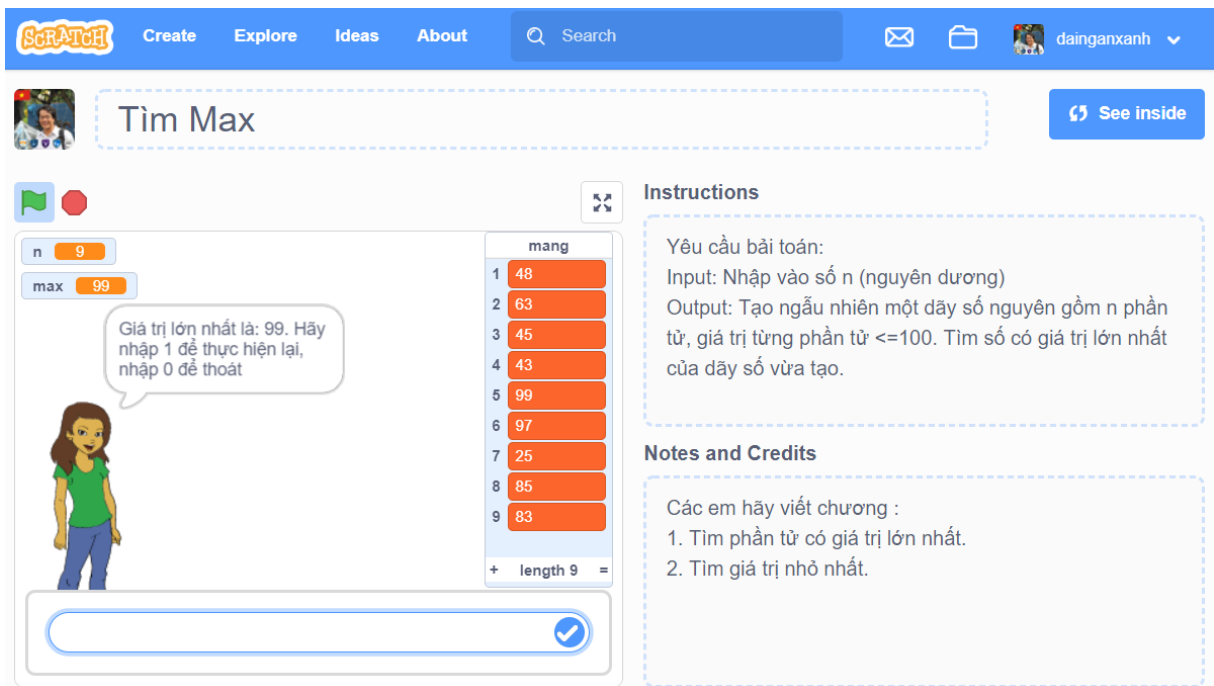 SCRATCH Create Explore Ideas About Search dainganxanh
Tìm Max
See inside
n 9
max 99
Giá trị lớn nhất là: 99. Hãy
nhập 1 để thực hiện lại,
nhập 0 để thoát
mang
1 48
2 63
3 45
4 43
5 99
6 97
7 25
8 85
9 83
+ length 9 =
Instructions
Yêu cầu bài toán:
Input: Nhập vào số n (nguyên dương)
Output: Tạo ngẫu nhiên một dãy số nguyên gồm n phần
tử, giá trị từng phần tử <=100. Tìm số có giá trị lớn nhất
của dãy số vừa tạo.
Notes and Credits
Các em hãy viết chương :
1. Tìm phần tử có giá trị lớn nhất.
2. Tìm giá trị nhỏ nhất.